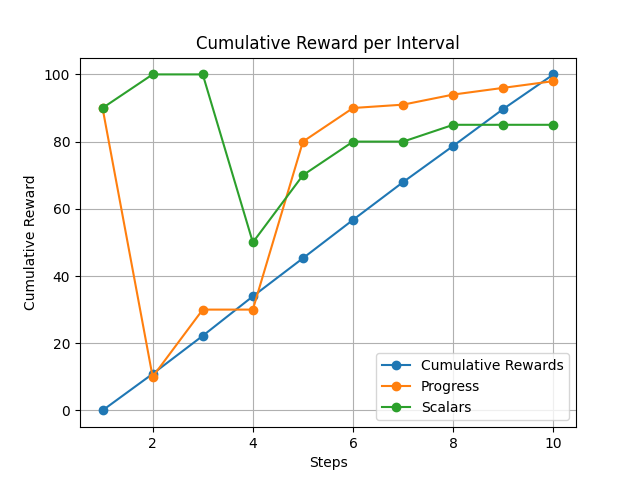 Cumulative Reward per Interval
100
80
60
40
20
0
Cumulative Reward
2
4
6
8
10
Steps
Cumulative Rewards
Progress
Scalars